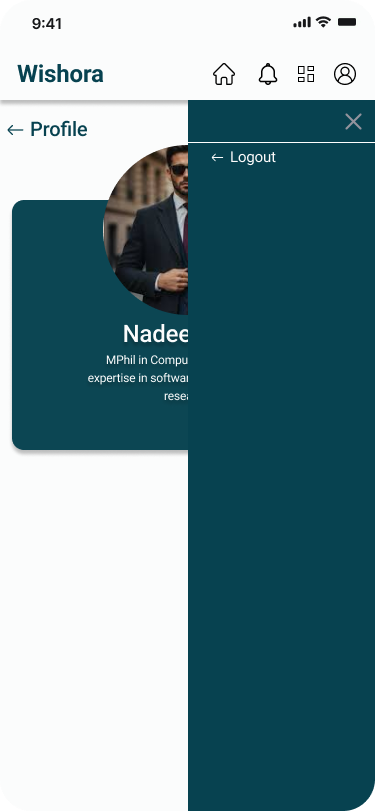 9:41
Wishora
← Profile
← Logout
Nadee
MPhil in Compu
expertise in softwar
resea